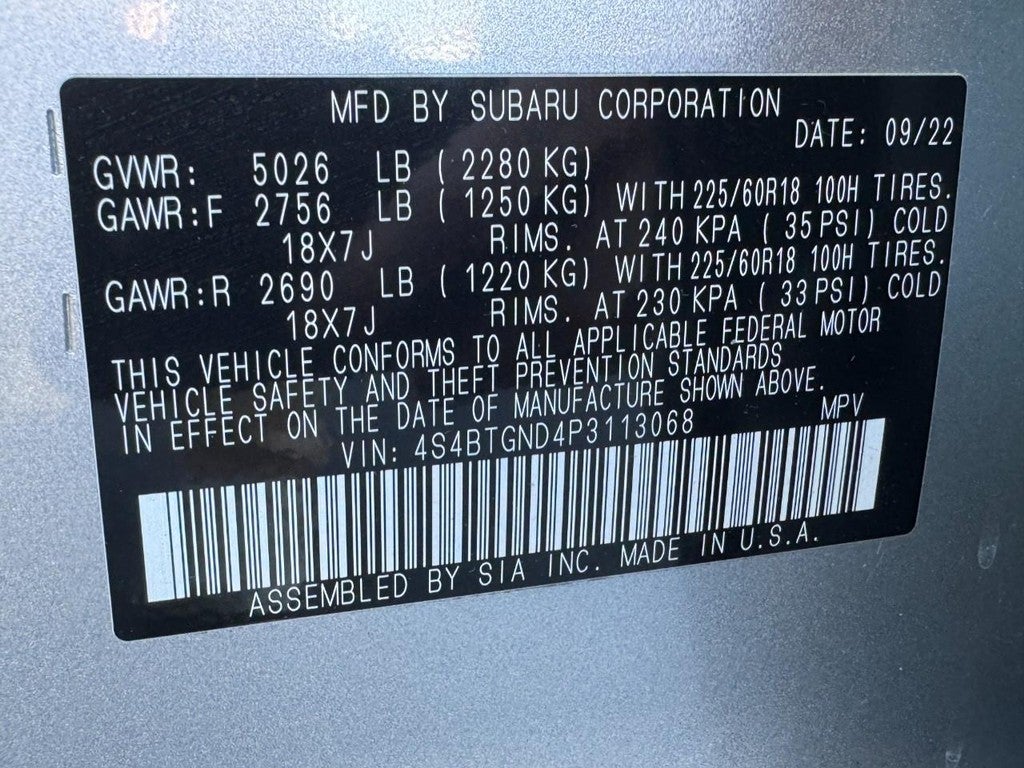 MFD BY SUBARU CORPORATION
DATE: 09/22
GVWR: 5026 LB ( 2280 KG)
GAWR:F 2756 LB ( 1250 KG) WITH 225/60R18 100H TIRES.
18X7J RIMS. AT 240 KPA ( 35 PSI) COLD
GAWR:R 2690 LB ( 1220 KG) WITH 225/60R18 100H TIRES.
18X7J RIMS. AT 230 KPA ( 33 PSI) COLD
THIS VEHICLE CONFORMS TO ALL APPLICABLE FEDERAL MOTOR
VEHICLE SAFETY AND THEFT PREVENTION STANDARDS
IN EFFECT ON THE DATE OF MANUFACTURE SHOWN ABOVE.
VIN: 4S4BTGND4P3113068 MPV
ASSEMBLED BY SIA INC. MADE IN U.S.A.